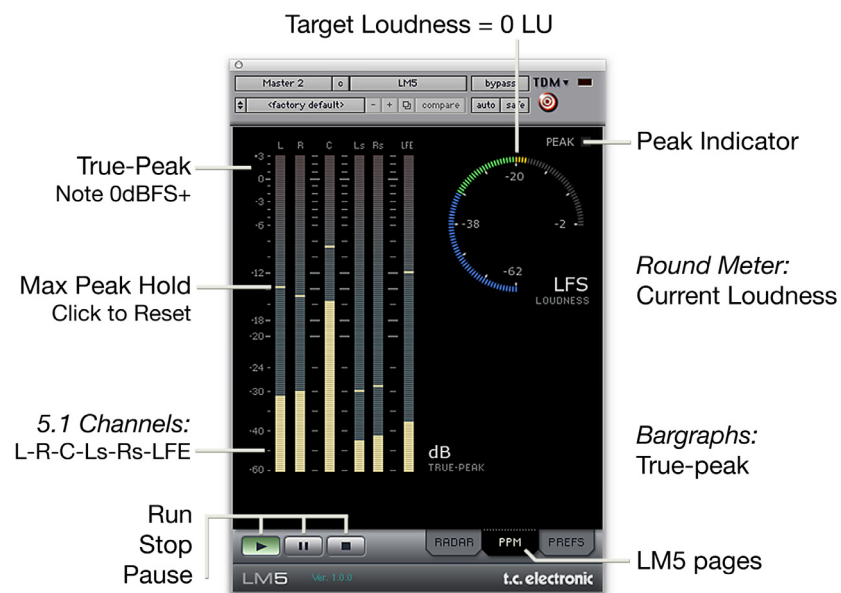 Target Loudness = 0 LU
Master 2 c LM5 bypass TDM
<factory default> - + compare auto safe
PEAK
Peak Indicator
L R C Ls Rs LFE
True-Peak
Note 0dBFS+
+3
0
-3
-6
-12
-18
-20
-24
-30
-40
-50
-60
-20
-38
-2
-62
LFS
LOUDNESS
Round Meter:
Current Loudness
Max Peak Hold
Click to Reset
5.1 Channels:
L-R-C-Ls-Rs-LFE
dB
TRUE-PEAK
Bargraphs:
True-peak
Run
Stop
Pause
RADAR PPM PREFS
LM5 pages
LM5 Ver. 1.0.0 t.c. electronic